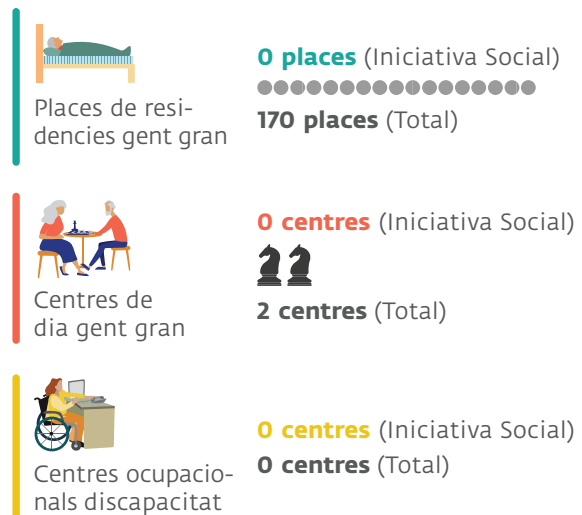 Places de resi-
dencies gent gran
0 places (Iniciativa Social)
170 places (Total)
Centres de
dia gent gran
0 centres (Iniciativa Social)
2 centres (Total)
Centres ocupacio-
nals discapacitat
0 centres (Iniciativa Social)
0 centres (Total)